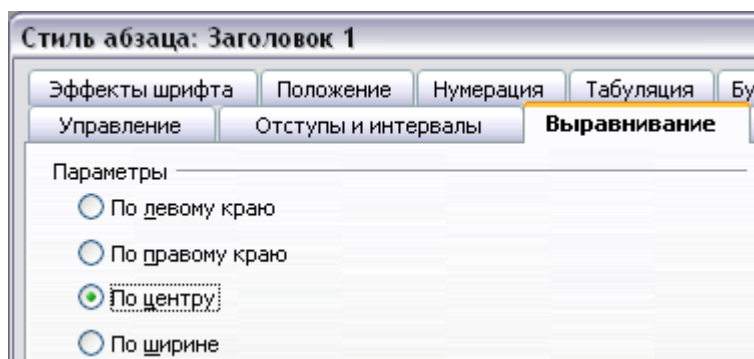 Стиль абзаца: Заголовок 1
Эффекты шрифта Положение Нумерация Табуляция Бу
Управление Отступы и интервалы Выравнивание
Параметры
По левому краю
По правому краю
По центру
По ширине